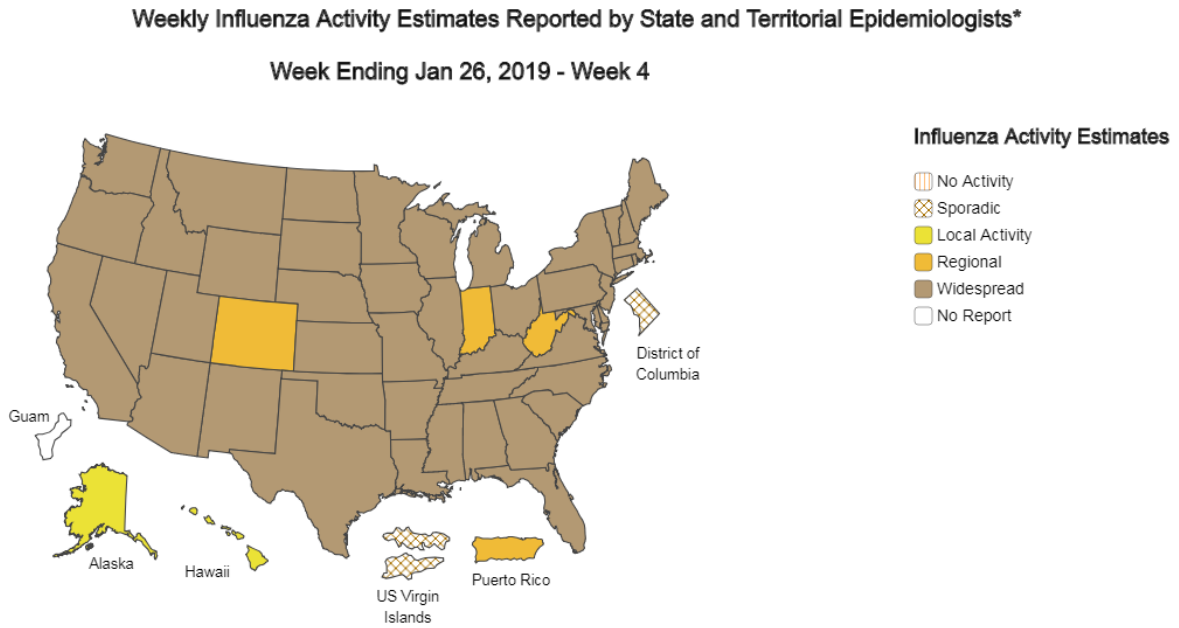 Weekly Influenza Activity Estimates Reported by State and Territorial Epidemiologists*
Week Ending Jan 26, 2019 - Week 4
Influenza Activity Estimates
No Activity
Sporadic
Local Activity
Regional
Widespread
No Report
District of
Columbia
Guam
Alaska
Hawaii
US Virgin
Islands
Puerto Rico